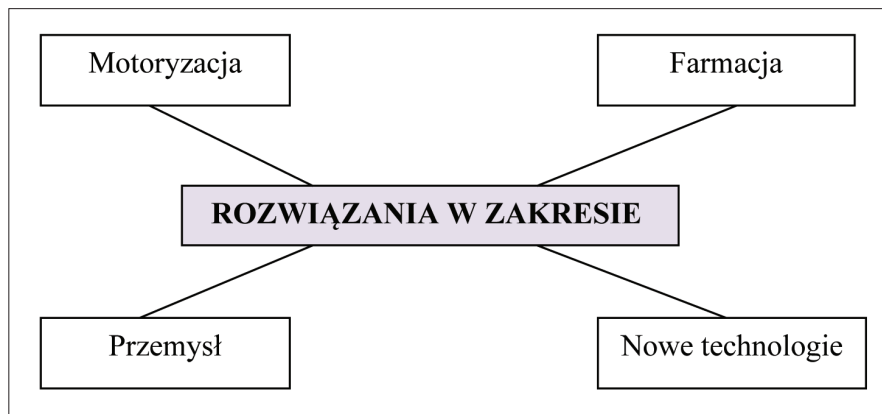 Motoryzacja
Farmacja
ROZWIĄZANIA W ZAKRESIE
Przemysł
Nowe technologie